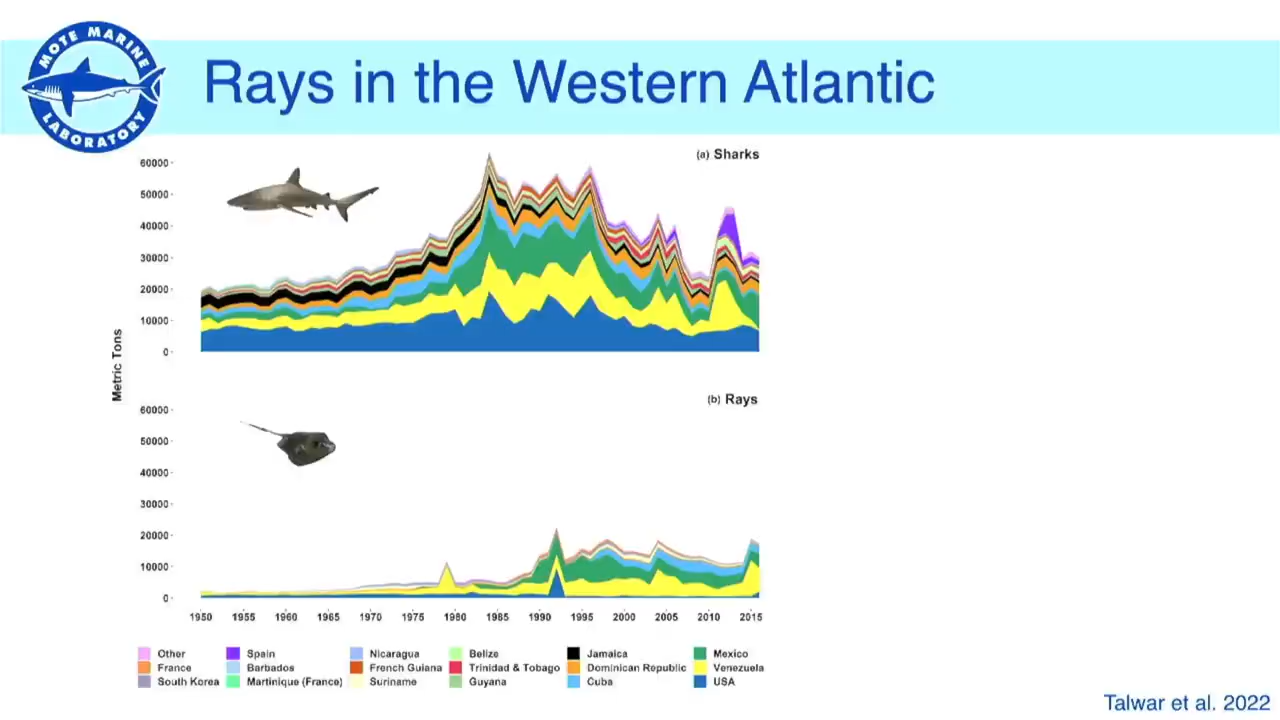 MOTE MARINE
LABORATORY
Rays in the Western Atlantic
(a) Sharks
60000
50000
40000
30000
20000
10000
0
Metric Tons
(b) Rays
60000
50000
40000
30000
20000
10000
0
1950 1955 1960 1965 1970 1975 1980 1985 1990 1995 2000 2005 2010 2015
Other Spain Nicaragua Belize Jamaica Mexico
France Barbados French Guiana Trinidad & Tobago Dominican Republic Venezuela
South Korea Martinique (France) Suriname Guyana Cuba USA
Talwar et al. 2022